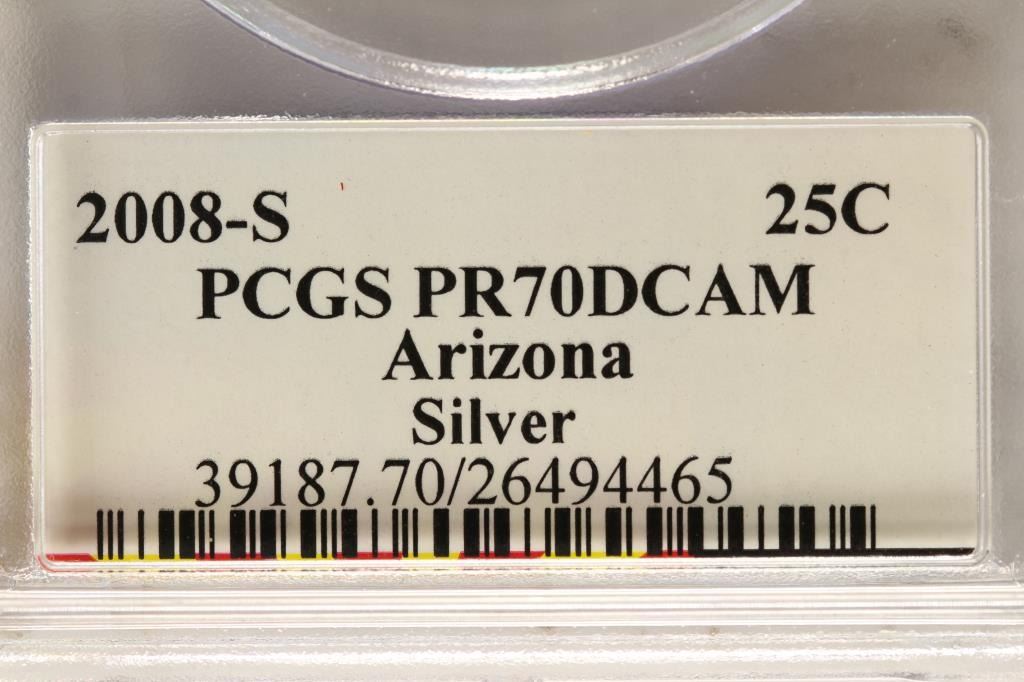 2008-S 25C
PCGS PR70DCAM
Arizona
Silver
39187.70/26494465